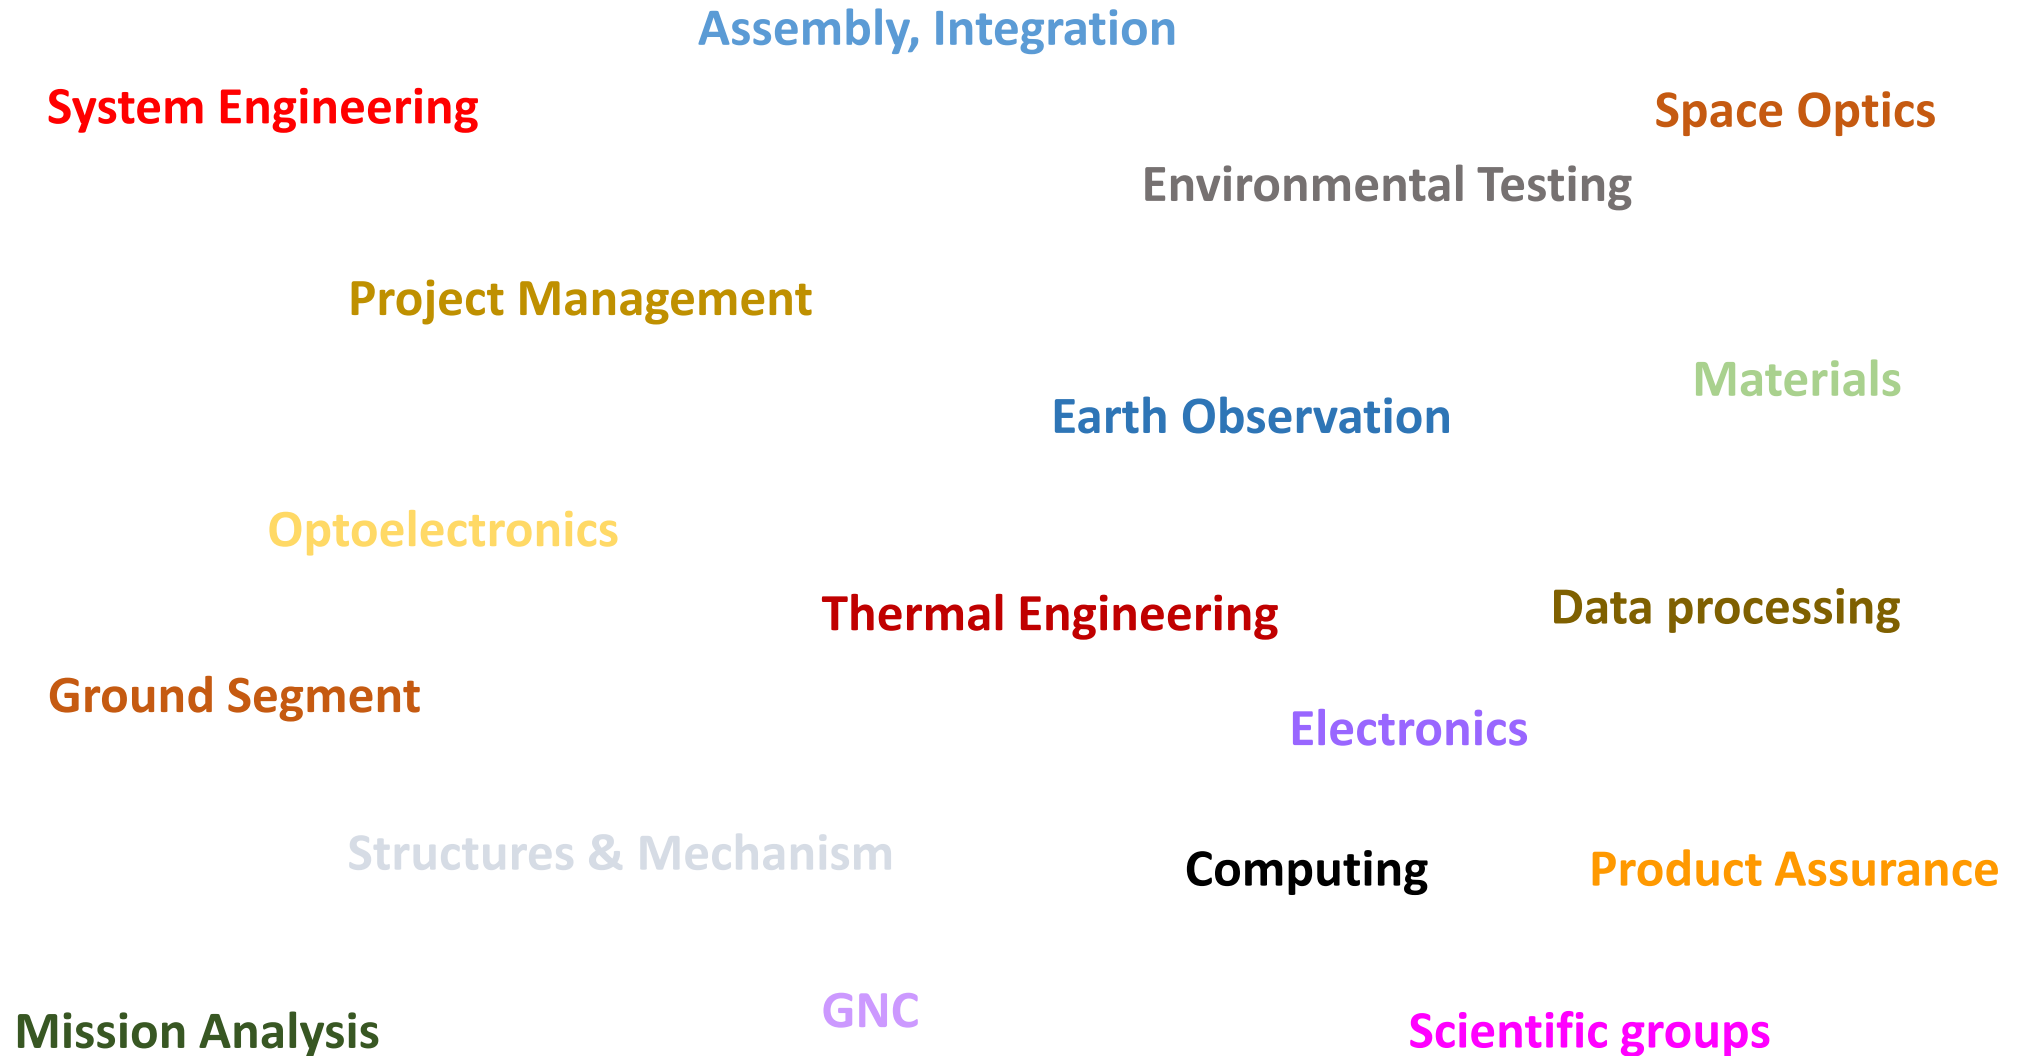 Assembly, Integration
System Engineering
Space Optics
Environmental Testing
Project Management
Materials
Earth Observation
Optoelectronics
Thermal Engineering
Data processing
Ground Segment
Electronics
Structures & Mechanism
Computing
Product Assurance
GNC
Mission Analysis
Scientific groups